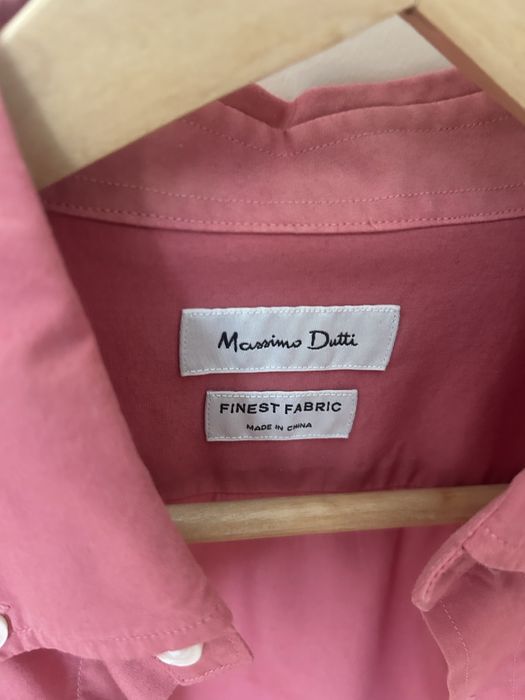 Massimo Dutti
FINEST FABRIC
MADE IN CHINA